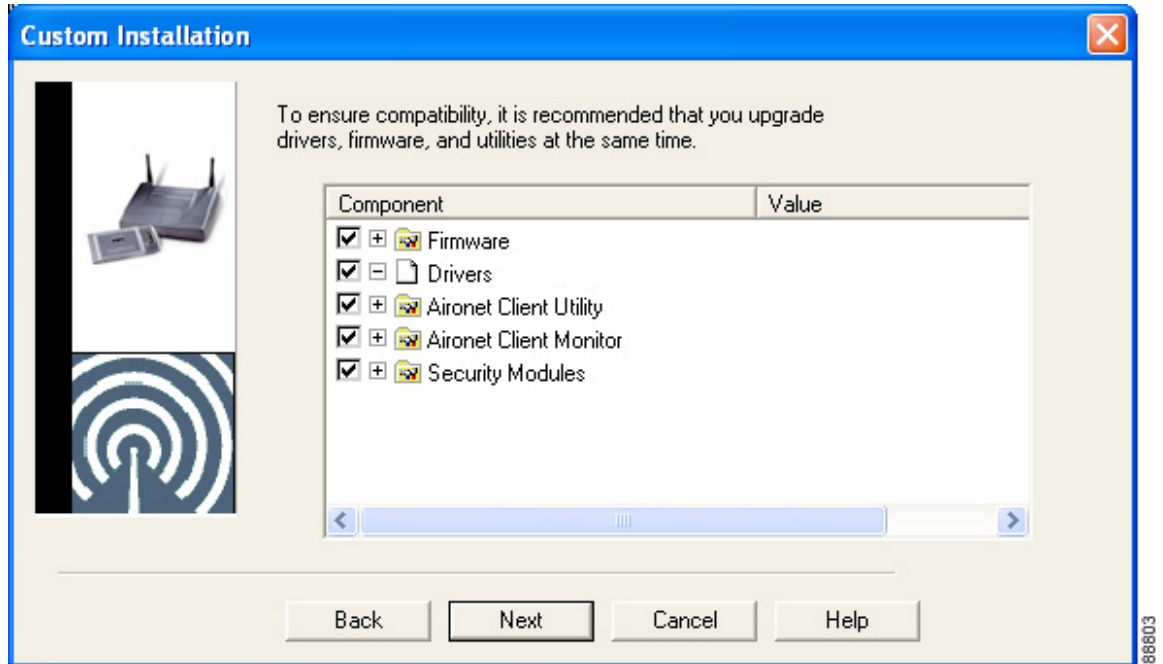 Custom Installation
To ensure compatibility, it is recommended that you upgrade
drivers, firmware, and utilities at the same time.
Component Value
Firmware
Drivers
Aironet Client Utility
Aironet Client Monitor
Security Modules
Back Next Cancel Help
88803